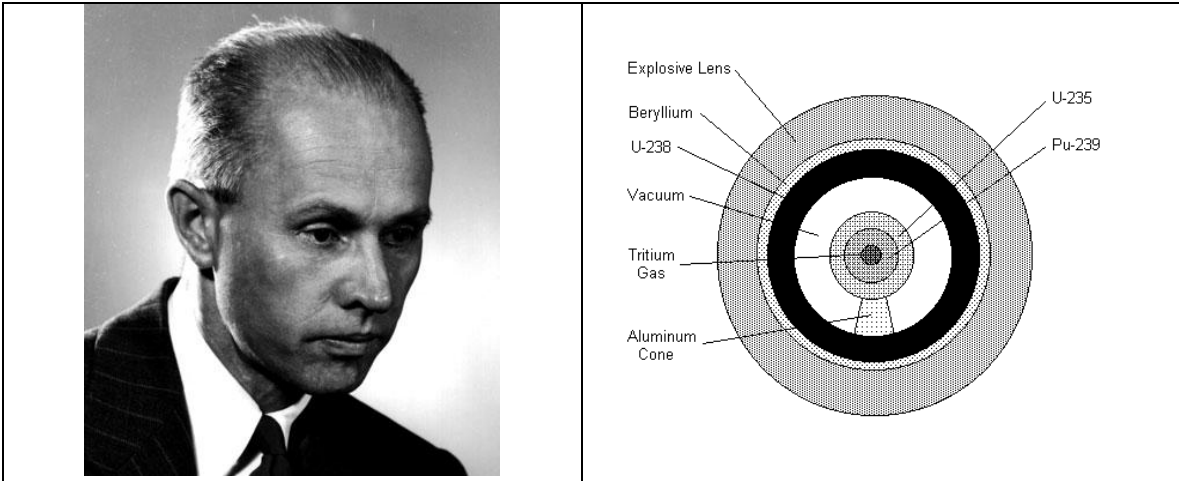 Explosive Lens
Beryllium
U-238
Vacuum
Tritium
Gas
Aluminum
Cone
U-235
Pu-239